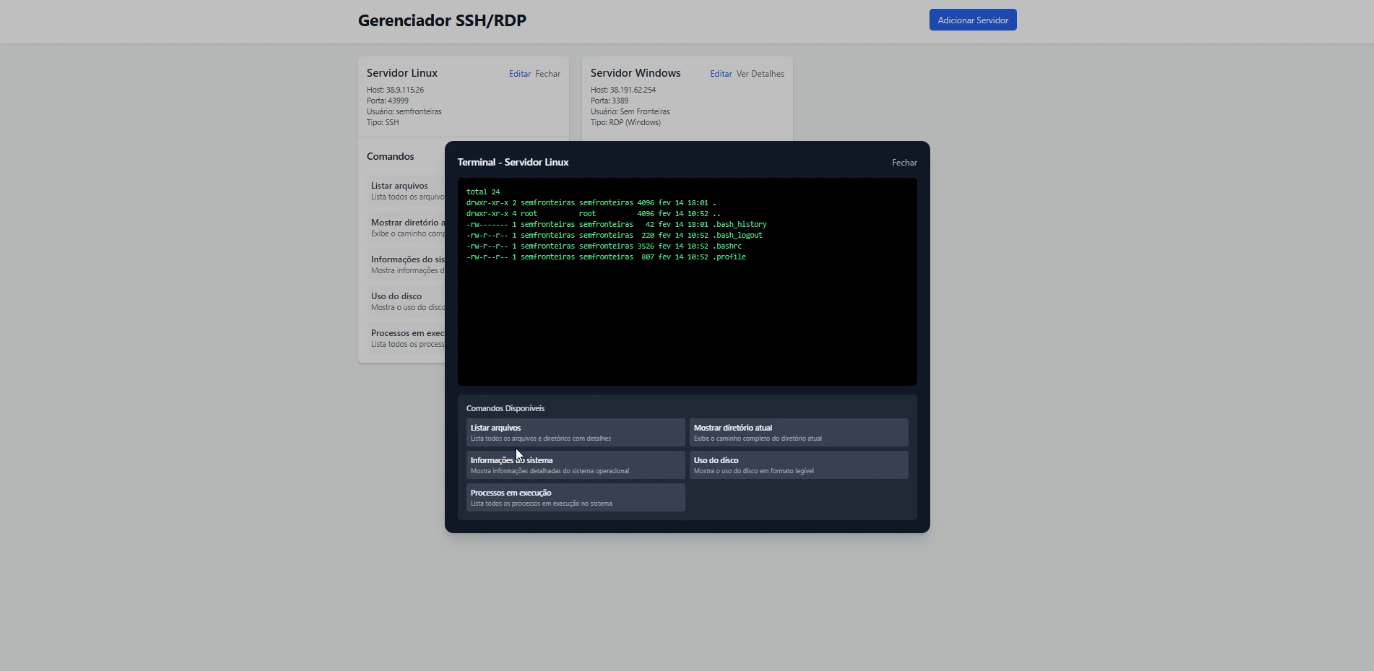 Gerenciador SSH/RDP
Adicionar Servidor
Servidor Linux
Editar Fechar
Host: 38.9.115.26
Porta: 43999
Usuário: semfronteiras
Tipo: SSH
Comandos
Listar arquivos
Lista todos os arquivo
Mostrar diretório a
Exibe o caminho comp
Informações do sis
Mostra informações d
Uso do disco
Mostra o uso do disco
Processos em exec
Lista todos os process
Servidor Windows
Editar Ver Detalhes
Host: 38.191.62.254
Porta: 3389
Usuário: Sem Fronteiras
Tipo: RDP (Windows)
Terminal - Servidor Linux
Fechar
total 24
drwxr-xr-x 2 semfronteiras semfronteiras 4096 fev 14 18:01 .
drwxr-xr-x 4 root          root          4096 fev 14 10:52 ..
-rw------- 1 semfronteiras semfronteiras   42 fev 14 18:01 .bash_history
-rw-r--r-- 1 semfronteiras semfronteiras  220 fev 14 10:52 .bash_logout
-rw-r--r-- 1 semfronteiras semfronteiras 3526 fev 14 10:52 .bashrc
-rw-r--r-- 1 semfronteiras semfronteiras  807 fev 14 10:52 .profile
Comandos Disponíveis
Listar arquivos
Lista todos os arquivos e diretórios com detalhes
Mostrar diretório atual
Exibe o caminho completo do diretório atual
Informações do sistema
Mostra informações detalhadas do sistema operacional
Uso do disco
Mostra o uso do disco em formato legível
Processos em execução
Lista todos os processos em execução no sistema